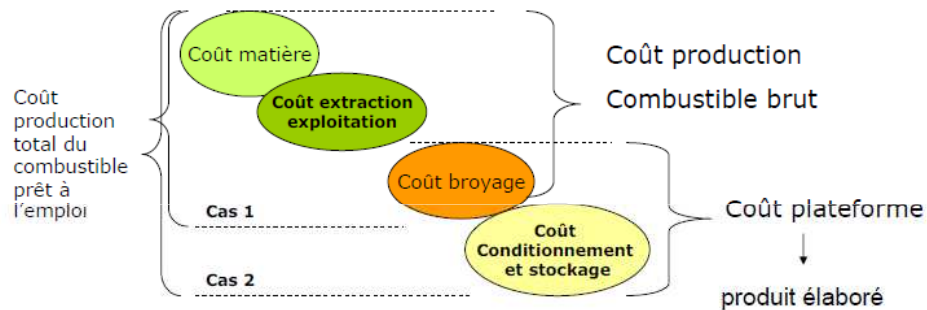 Coût
production
total du
combustible
prêt à
l'emploi
Coût matière
Coût extraction
exploitation
Coût broyage
Coût
Conditionnement
et stockage
Cas 1
Cas 2
Coût production
Combustible brut
Coût plateforme
produit élaboré